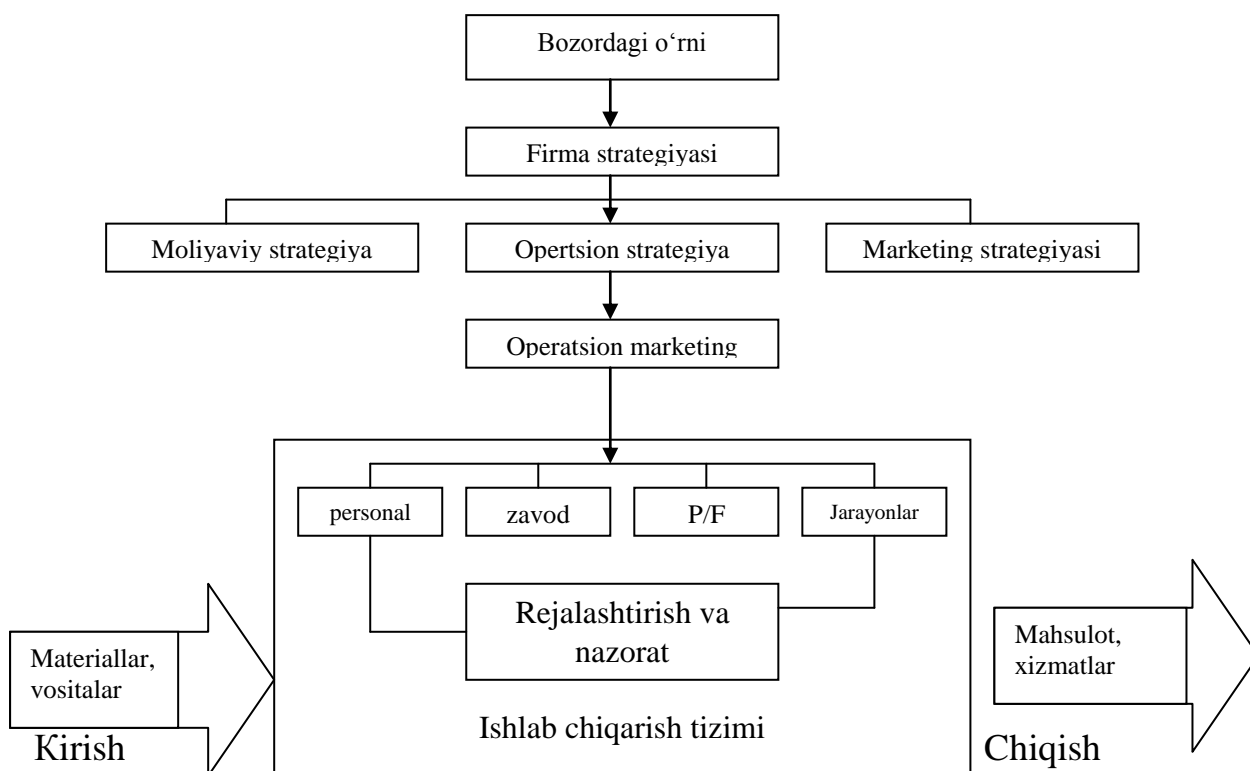 Bozordagi o‘rni
Firma strategiyasi
Moliyaviy strategiya
Opertsion strategiya
Marketing strategiyasi
Operatsion marketing
personal
zavod
P/F
Jarayonlar
Rejalashtirish va
nazorat
Materiallar,
vositalar
Mahsulot,
xizmatlar
Ishlab chiqarish tizimi
Kirish
Chiqish